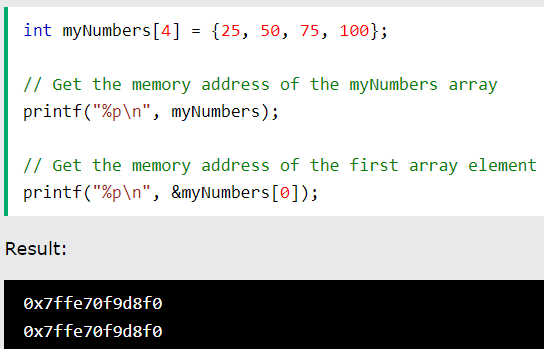 int myNumbers[4] = {25, 50, 75, 100};
// Get the memory address of the myNumbers array
printf("%p\n", myNumbers);
// Get the memory address of the first array element
printf("%p\n", &myNumbers[0]);
Result:
0x7ffe70f9d8f0
0x7ffe70f9d8f0